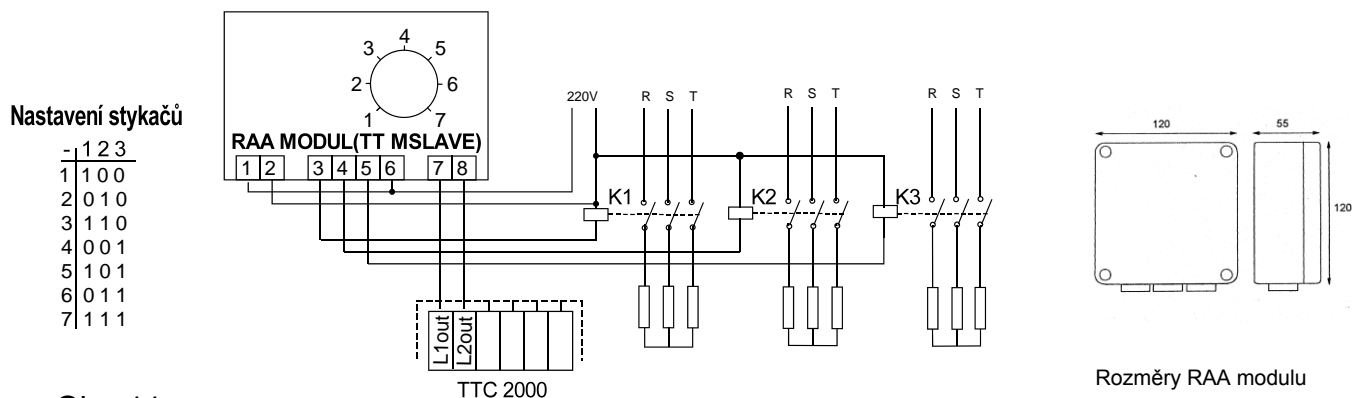 Nastavení stykačů
- 1 2 3
1 1 0 0
2 0 1 0
3 1 1 0
4 0 0 1
5 1 0 1
6 0 1 1
7 1 1 1
1 2 3 4 5 6 7
RAA MODUL(TT MSLAVE)
1 2 3 4 5 6 7 8
220V R S T R S T R S T
K1 K2 K3
L1out L2out
TTC 2000
120 55
120
Rozměry RAA modulu